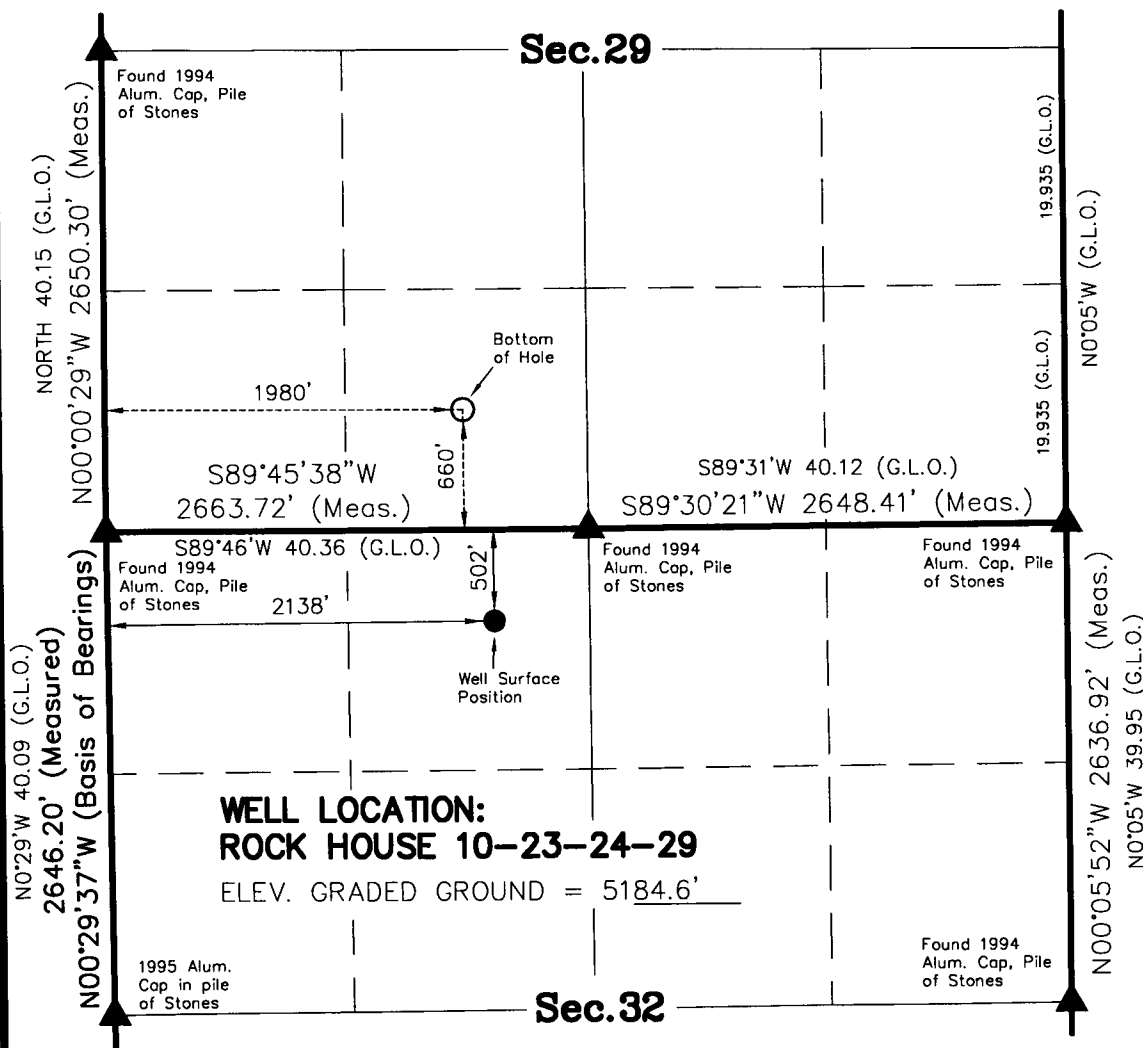 Sec.29
Found 1994
Alum. Cap, Pile
of Stones
NORTH 40.15 (G.L.O.)
N00°00'29"W 2650.30' (Meas.)
19.935 (G.L.O.)
N0°05'W (G.L.O.)
19.935 (G.L.O.)
Bottom
of Hole
1980'
660'
S89°45'38"W
2663.72' (Meas.)
S89°31'W 40.12 (G.L.O.)
S89°30'21"W 2648.41' (Meas.)
S89°46'W 40.36 (G.L.O.)
Found 1994
Alum. Cap, Pile
of Stones
502'
Found 1994
Alum. Cap, Pile
of Stones
Found 1994
Alum. Cap, Pile
of Stones
2138'
Well Surface
Position
N0°29'W 40.09 (G.L.O.)
2646.20' (Measured)
N00°29'37"W (Basis of Bearings)
N00°05'52"W 2636.92' (Meas.)
N0°05'W 39.95 (G.L.O.)
WELL LOCATION:
ROCK HOUSE 10-23-24-29
ELEV. GRADED GROUND = 5184.6'
1995 Alum.
Cap in pile
of Stones
Found 1994
Alum. Cap, Pile
of Stones
Sec.32